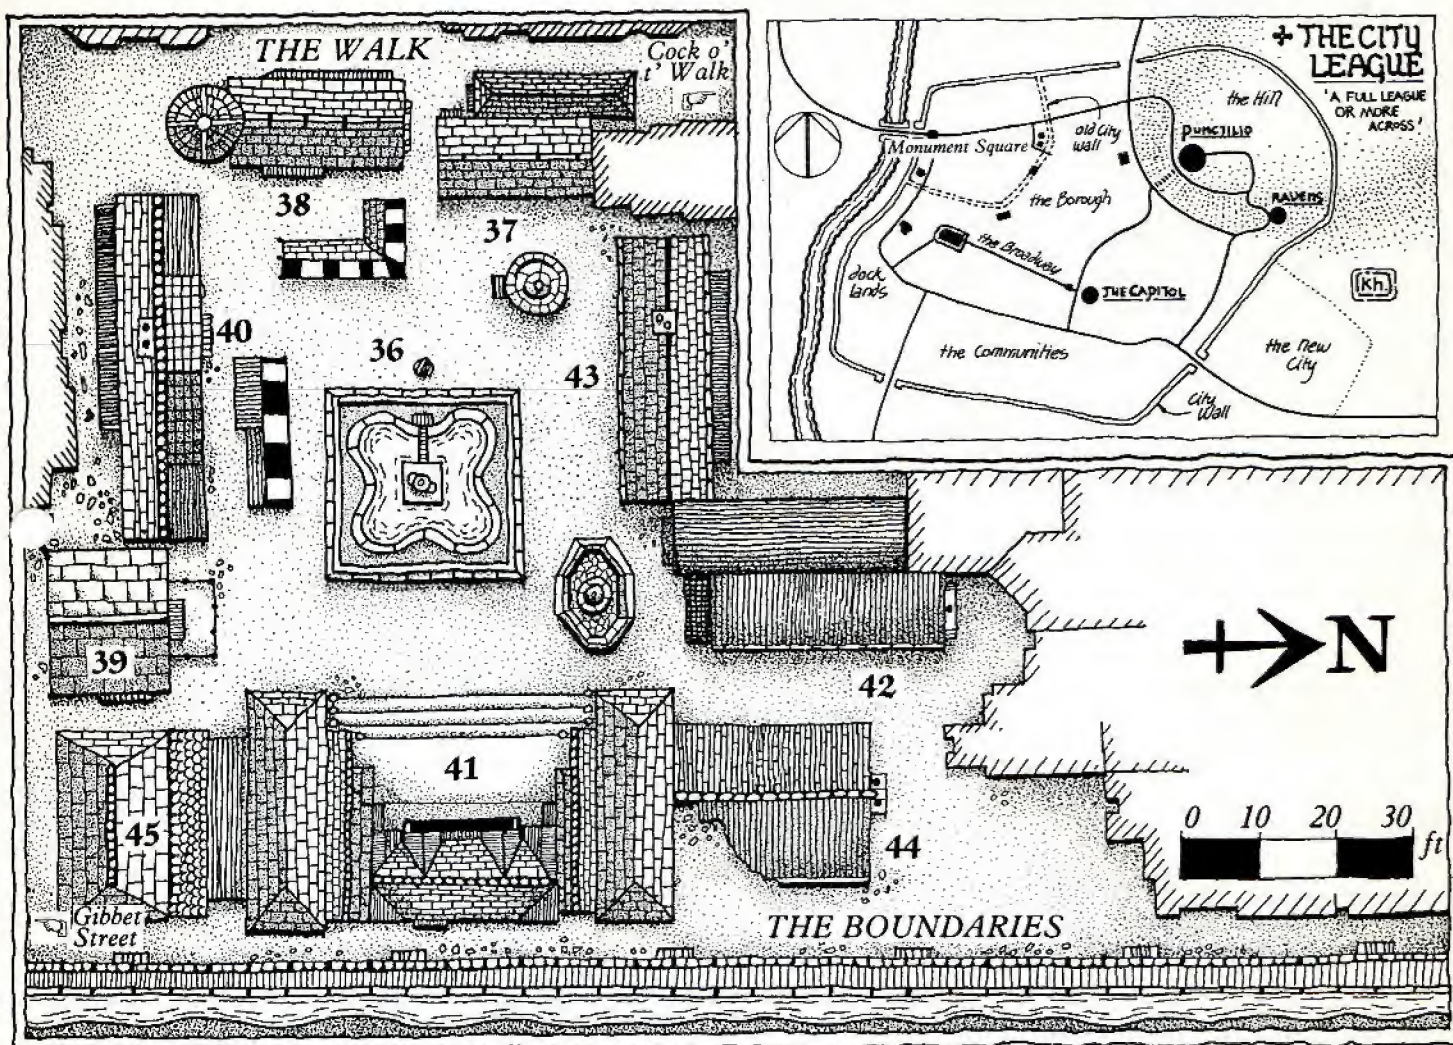 THE WALK
Cock o'
t' Walk
38
37
40
36
43
39
42
41
45
44
Gibbet
Street
THE BOUNDARIES
N
0 10 20 30
ft
THE CITY
LEAGUE
'A FULL LEAGUE
OR MORE
ACROSS'
the Hill
PUNCTILIO
old City
wall
Monument Square
the Borough
RAVENS
the Broadway
dock
lands
THE CAPITOL
Kh.
the Communities
the New
City
City
Wall